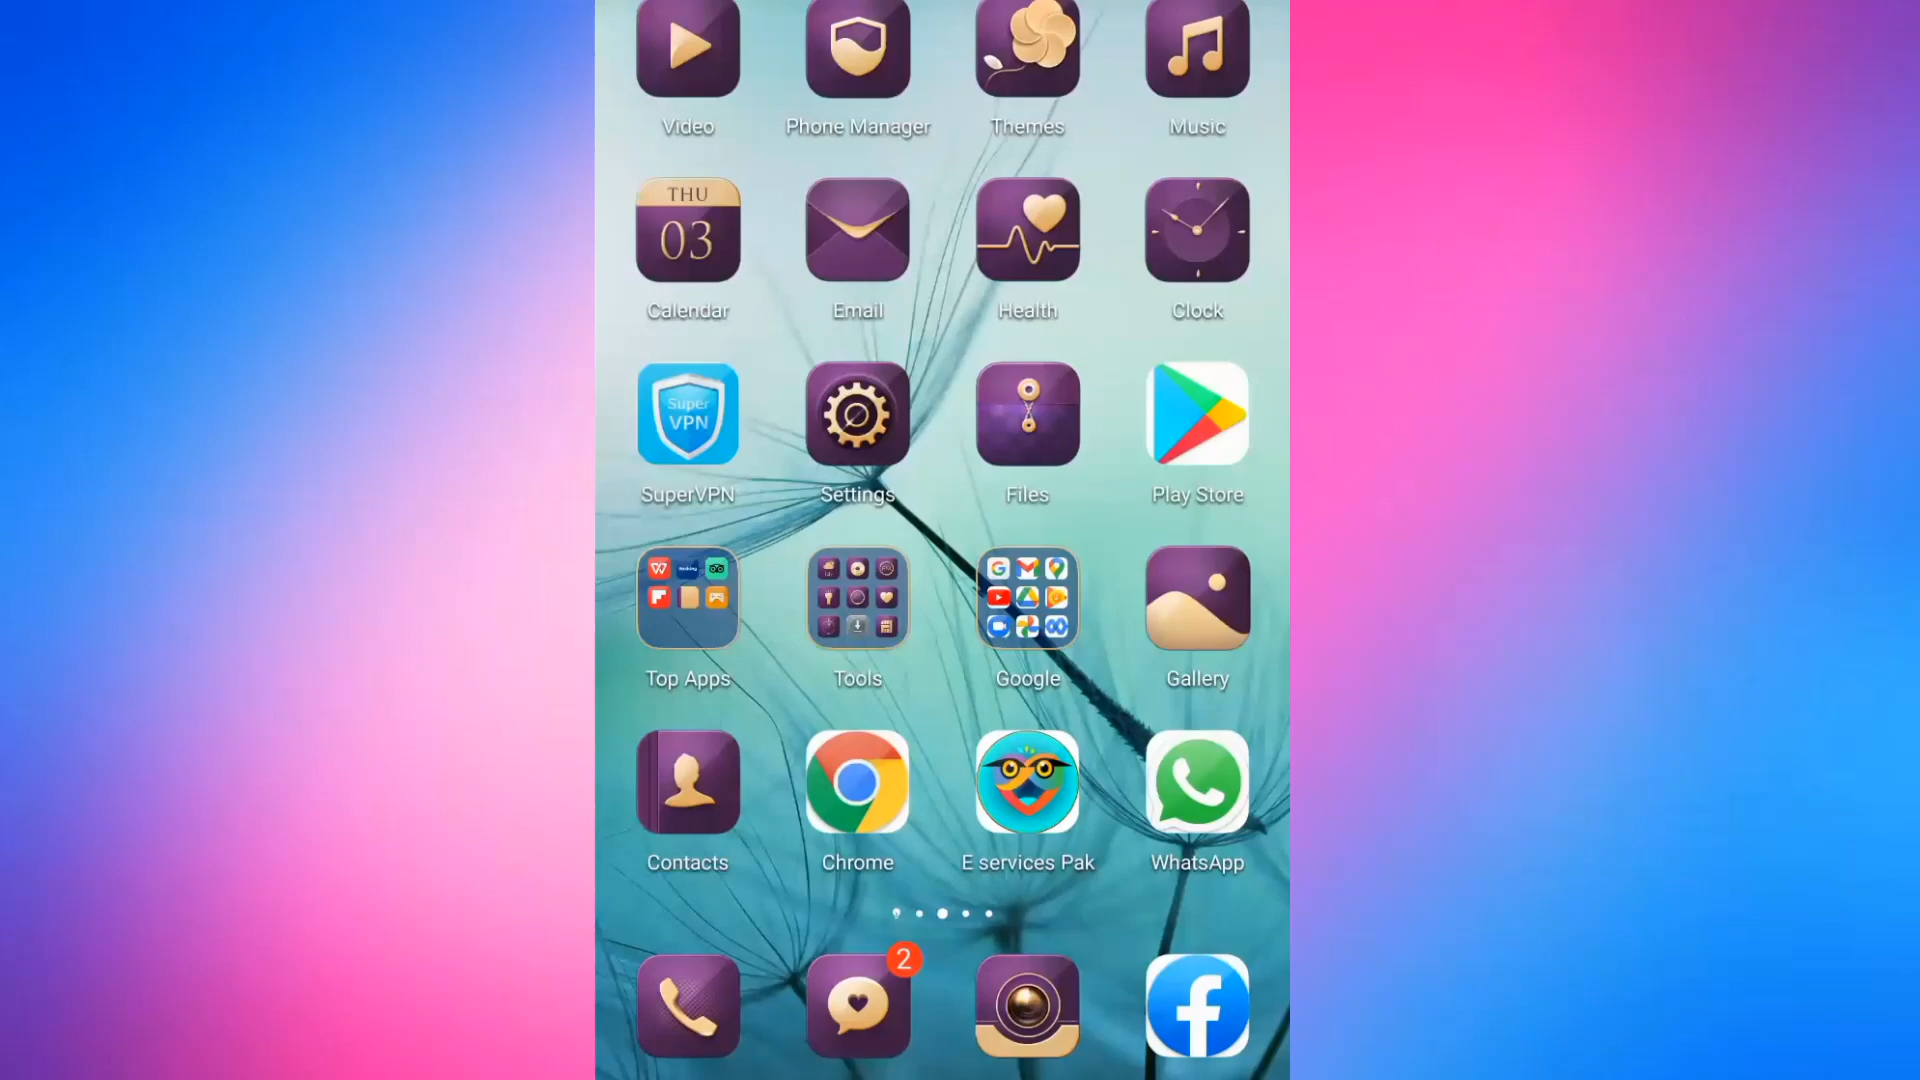 Video Phone Manager Themes Music
THU
03
Calendar Email Health Clock
Super
VPN
SuperVPN Settings Files Play Store
Top Apps Tools Google Gallery
Contacts Chrome E services Pak WhatsApp
2